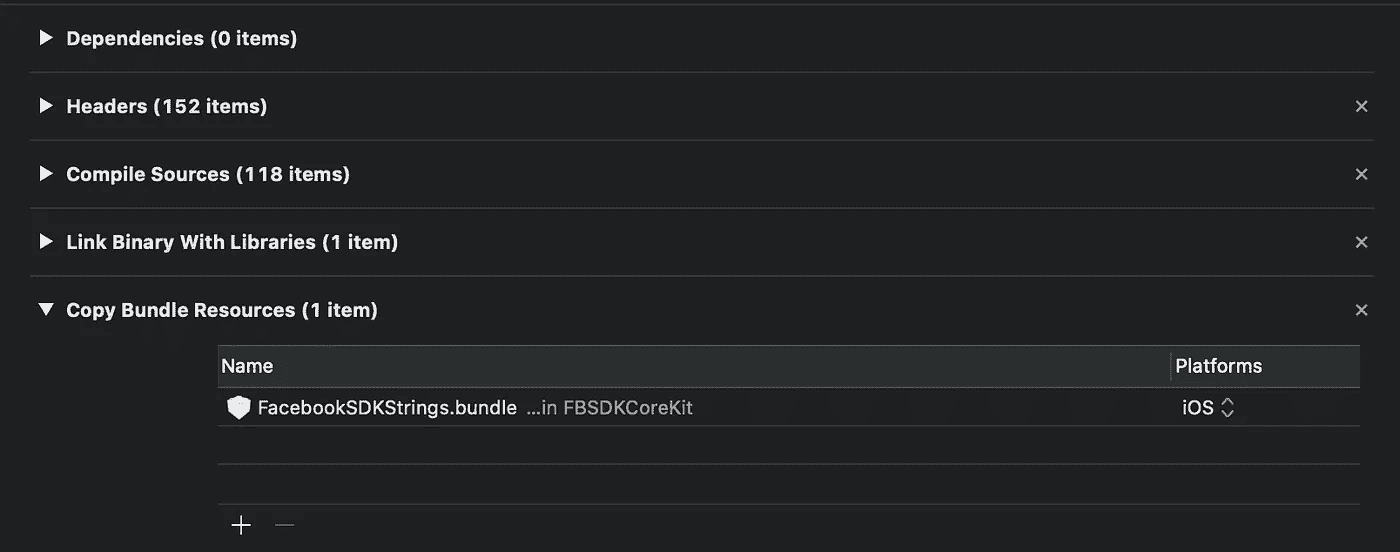 Dependencies (0 items)
Headers (152 items)
Compile Sources (118 items)
Link Binary With Libraries (1 item)
Copy Bundle Resources (1 item)
Name Platforms
FacebookSDKStrings.bundle ...in FBSDKCoreKit iOS